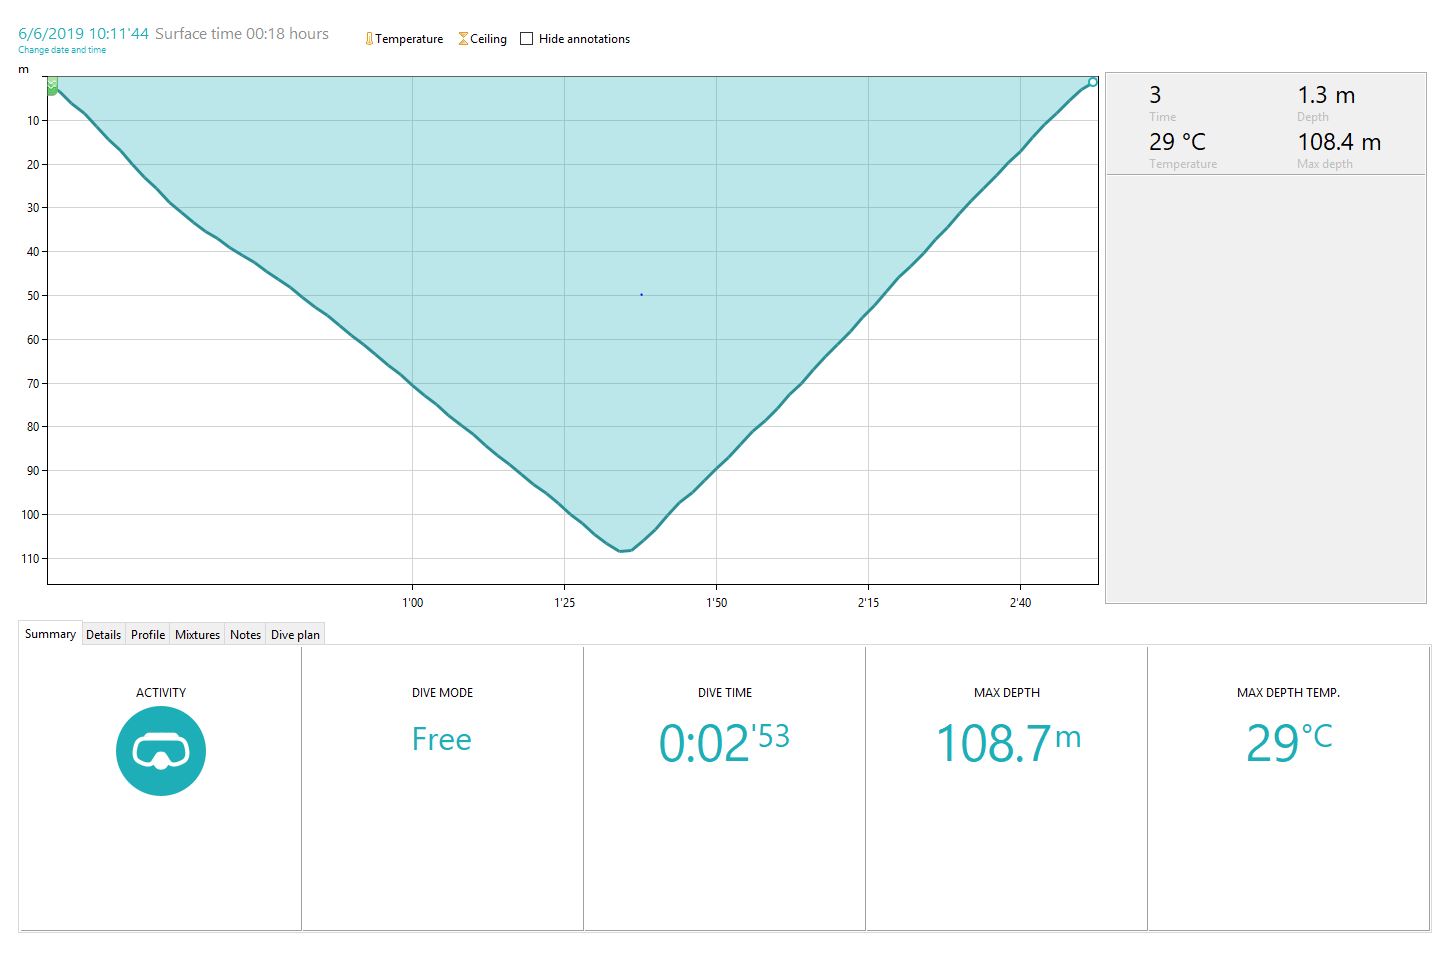 6/6/2019 10:11'44 Surface time 00:18 hours
Change date and time
Temperature Ceiling Hide annotations
m
10
20
30
40
50
60
70
80
90
100
110
1'00 1'25 1'50 2'15 2'40
3 1.3 m
Time Depth
29 °C 108.4 m
Temperature Max depth
Summary Details Profile Mixtures Notes Dive plan
ACTIVITY DIVE MODE DIVE TIME MAX DEPTH MAX DEPTH TEMP.
Free 0:02'53 108.7m 29°C